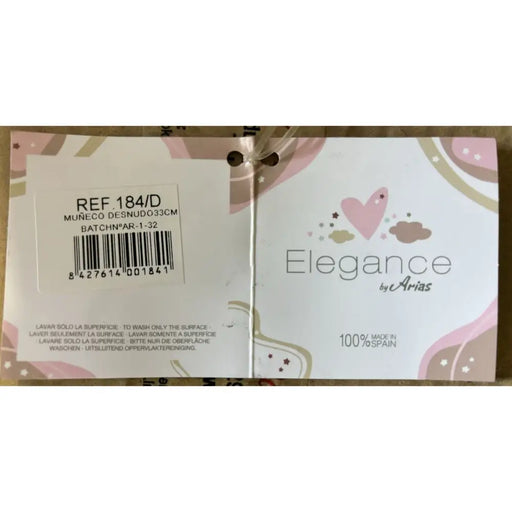 REF.184/D
MUÑECO DESNUDO33CM
BATCHNºAR-1-32
8 427614 001841
LAVAR SOLO LA SUPERFICIE · TO WASH ONLY THE SURFACE ·
LAVER SEULEMENT LA SURFACE · LAVAR SOMENTE A SUPERFÍCIE
· LAVARE SOLO LA SUPERFICIE · BITTE NUR DIE OBERFLÄCHE
WASCHEN · UITSLUITEND OPPERVLAKTEREINIGING.
Elegance
by Arias
100% MADE IN
SPAIN